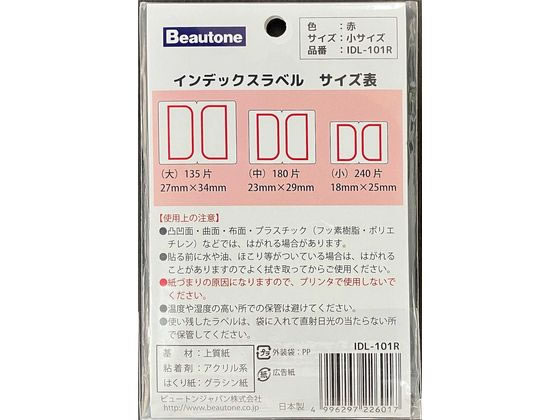 Beautone
色 : 赤
サイズ : 小サイズ
品番 : IDL-101R
インデックスラベル サイズ表
(大) 135片
27mm×34mm
(中) 180片
23mm×29mm
(小) 240片
18mm×25mm
【使用上の注意】
●凸凹面・曲面・布面・プラスチック(フッ素樹脂・ポリエ
チレン)などでは、はがれる場合があります。
●貼る前に水や油、ほこり等がついている場合は、はがれる
ことがありますのでよく拭き取ってからご使用ください。
●紙づまりの原因になりますので、プリンタで使用しないで
ください。
●温度や湿度の高い所での保管は避けてください。
●使い残したラベルは、袋に入れて直射日光の当たらない所
で保管してください。
基材 : 上質紙
粘着剤 : アクリル系
はくり紙 : グラシン紙
プラ 外装袋 : PP
紙 広告紙
IDL-101R
ビュートンジャパン株式会社
http://www.beautone.co.jp
日本製
4 996297 226017